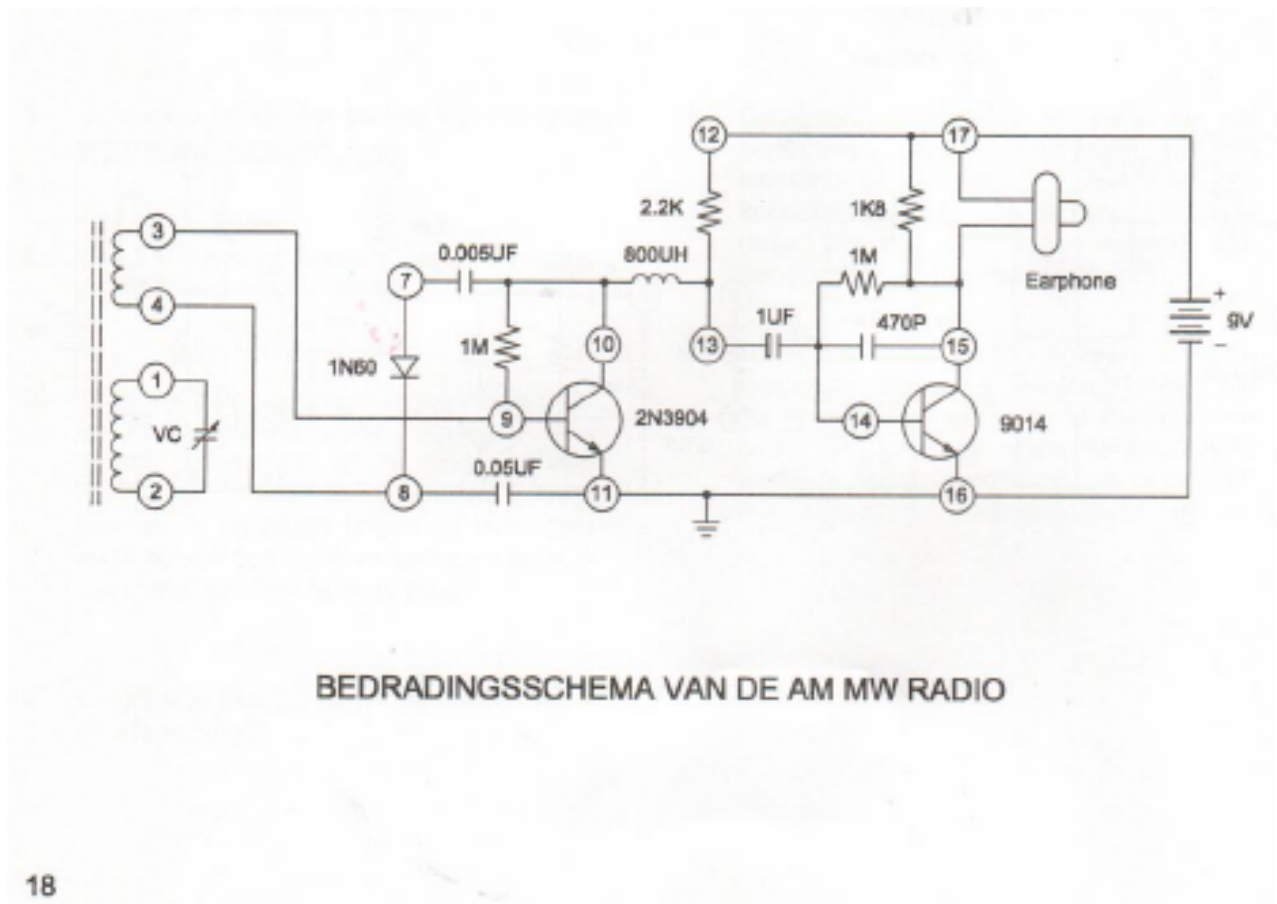 12
17
2.2K
1K8
3
0.005UF
800UH
1M
Earphone
7
4
1UF
470P
+
9V
1M
10
13
15
–
1N60
1
VC
9
2N3904
14
9014
0.05UF
2
8
11
16
BEDRADINGSSCHEMA VAN DE AM MW RADIO
18